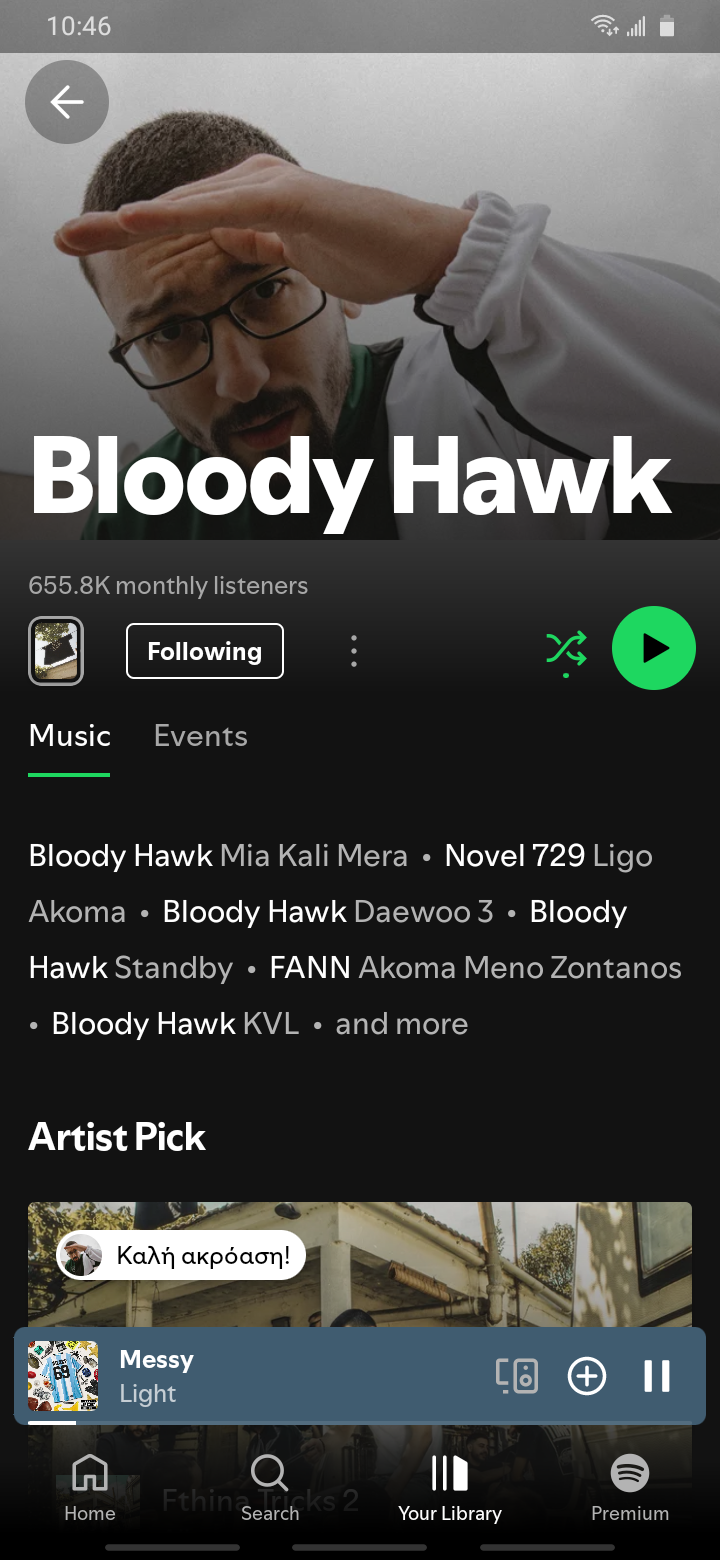 10:46
Bloody Hawk
655.8K monthly listeners
Following
Music Events
Bloody Hawk Mia Kali Mera • Novel 729 Ligo
Akoma • Bloody Hawk Daewoo 3 • Bloody
Hawk Standby • FANN Akoma Meno Zontanos
• Bloody Hawk KVL • and more
Artist Pick
Καλή ακρόαση!
69
Messy
Light
Fthina Tricks 2
Home Search Your Library Premium